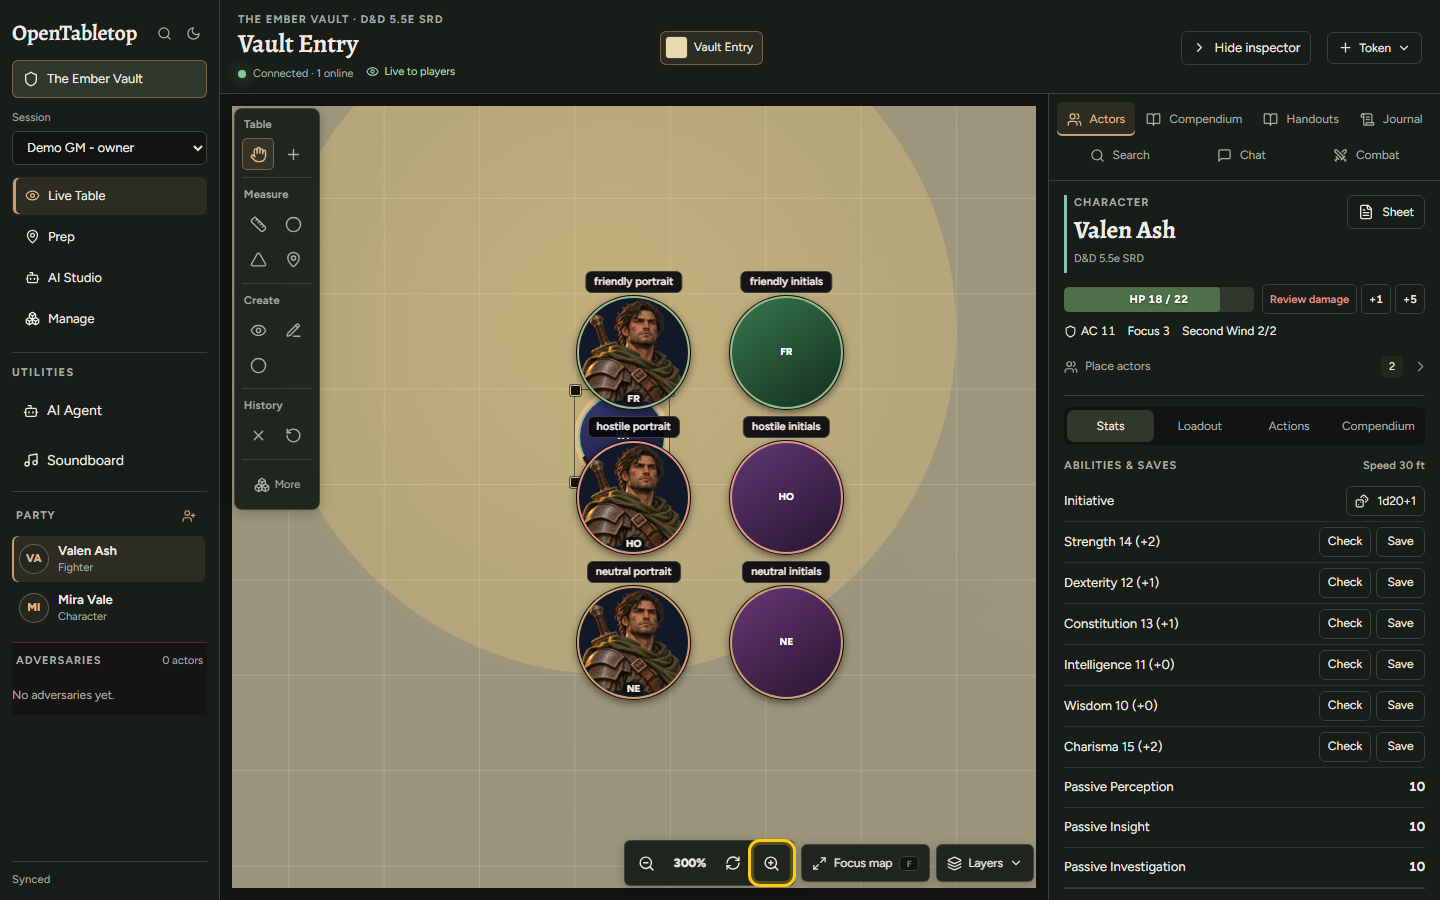 OpenTabletop
The Ember Vault
Session
Demo GM - owner
Live Table
Prep
AI Studio
Manage
UTILITIES
AI Agent
Soundboard
PARTY
VA
Valen Ash
Fighter
MI
Mira Vale
Character
ADVERSARIES
0 actors
No adversaries yet.
Synced
THE EMBER VAULT · D&D 5.5E SRD
Vault Entry
Connected · 1 online
Live to players
Vault Entry
Hide inspector
Token
Table
Measure
Create
History
More
friendly portrait
friendly initials
FR
FR
hostile portrait
hostile initials
HO
HO
neutral portrait
neutral initials
NE
NE
300%
Focus map F
Layers
Actors
Compendium
Handouts
Journal
Search
Chat
Combat
CHARACTER
Valen Ash
D&D 5.5e SRD
Sheet
HP 18 / 22
Review damage
+1
+5
AC 11 Focus 3 Second Wind 2/2
Place actors
2
Stats
Loadout
Actions
Compendium
ABILITIES & SAVES
Speed 30 ft
Initiative
1d20+1
Strength 14 (+2)
Check
Save
Dexterity 12 (+1)
Check
Save
Constitution 13 (+1)
Check
Save
Intelligence 11 (+0)
Check
Save
Wisdom 10 (+0)
Check
Save
Charisma 15 (+2)
Check
Save
Passive Perception
10
Passive Insight
10
Passive Investigation
10